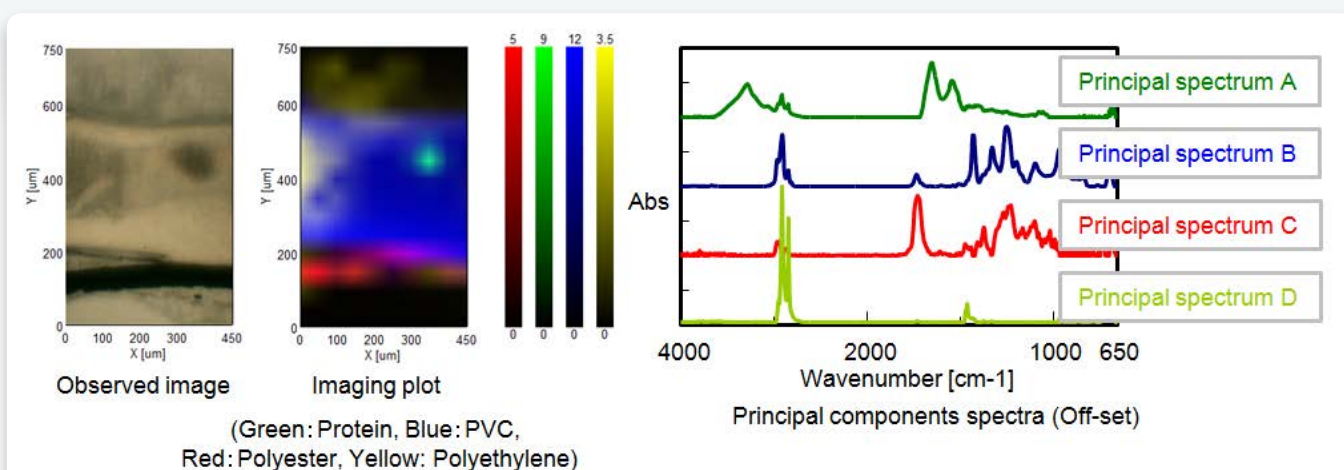 750
600
400
200
0
Y [um]
0 100 200 300 450
X [um]
Observed image
750
600
400
200
0
Y [um]
0 100 200 300 450
X [um]
Imaging plot
5 9 12 3.5
0 0 0 0
(Green: Protein, Blue: PVC,
Red: Polyester, Yellow: Polyethylene)
Abs
Principal spectrum A
Principal spectrum B
Principal spectrum C
Principal spectrum D
4000 2000 1000 650
Wavenumber [cm-1]
Principal components spectra (Off-set)